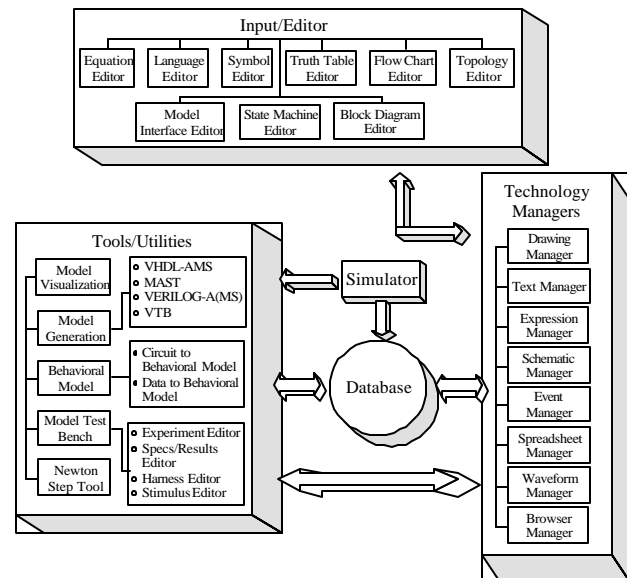 Input/Editor
Equation
Editor
Language
Editor
Symbol
Editor
Truth Table
Editor
Flow Chart
Editor
Topology
Editor
Model
Interface Editor
State Machine
Editor
Block Diagram
Editor
Technology
Managers
Drawing
Manager
Text Manager
Expression
Manager
Schematic
Manager
Event
Manager
Spreadsheet
Manager
Waveform
Manager
Browser
Manager
Tools/Utilities
Model
Visualization
Model
Generation
Behavioral
Model
Model Test
Bench
Newton
Step Tool
VHDL-AMS
MAST
VERILOG-A(MS)
VTB
Circuit to
Behavioral Model
Data to Behavioral
Model
Experiment Editor
Specs/Results
Editor
Harness Editor
Stimulus Editor
Simulator
Database